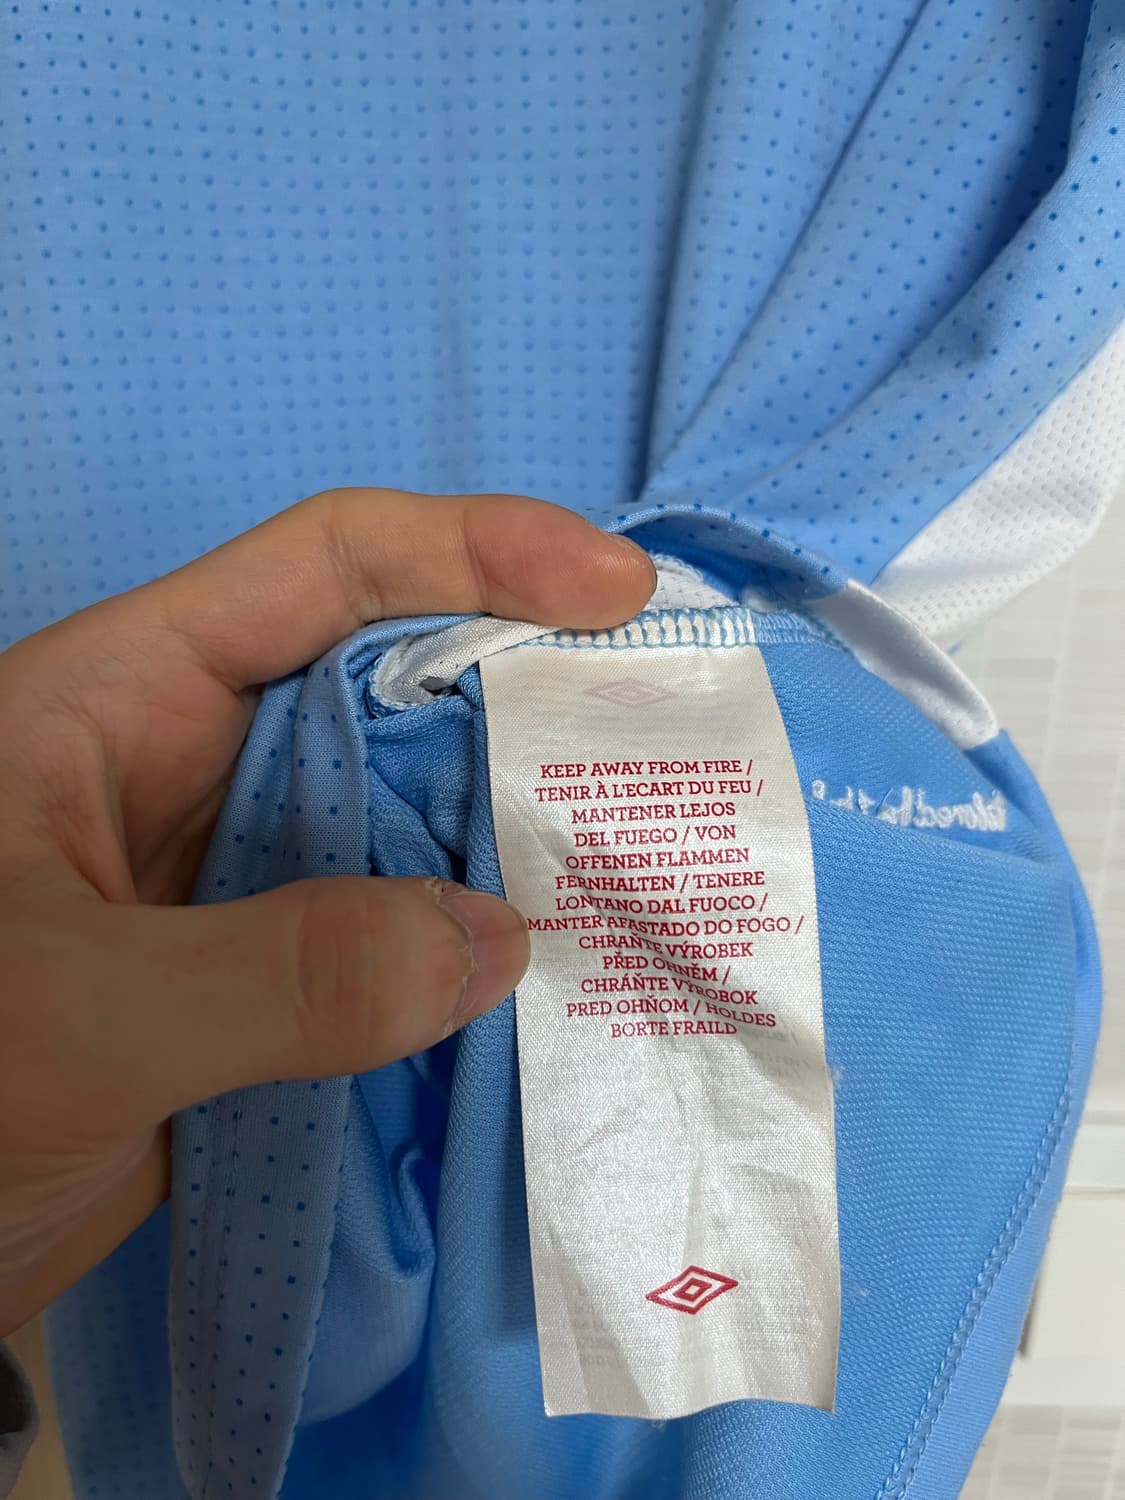 KEEP AWAY FROM FIRE /
TENIR À L'ECART DU FEU /
MANTENER LEJOS
DEL FUEGO / VON
OFFENEN FLAMMEN
FERNHALTEN / TENERE
LONTANO DAL FUOCO /
MANTER AFASTADO DO FOGO /
CHRAŇTE VÝROBEK
PŘED OHNĚM /
CHRÁŇTE VÝROBOK
PRED OHŇOM / HOLDES
BORTE FRAILD